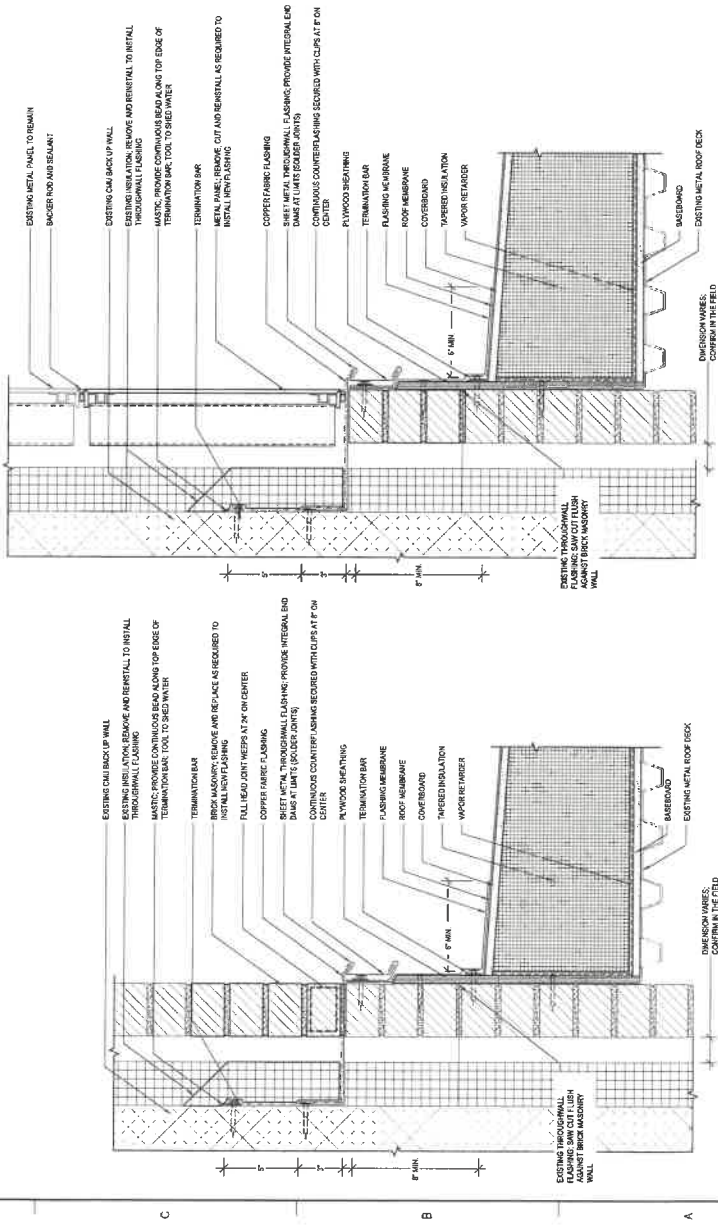 EXISTING CMU BACK UP WALL
EXISTING INSULATION; REMOVE AND REINSTALL TO INSTALL
THROUGHWALL FLASHING
MASTIC; PROVIDE CONTINUOUS BEAD ALONG TOP EDGE OF
TERMINATION BAR; TOOL TO SHED WATER
TERMINATION BAR
BRICK MASONRY; REMOVE AND REPLACE AS REQUIRED TO
INSTALL NEW FLASHING
FULL HEAD JOINT WEEPS AT 24" ON CENTER
COPPER FABRIC FLASHING
SHEET METAL THROUGHWALL FLASHING; PROVIDE INTEGRAL END
DAMS AT LIMITS (SOLDER JOINTS)
CONTINUOUS COUNTERFLASHING SECURED WITH CLIPS AT 8" ON
CENTER
PLYWOOD SHEATHING
TERMINATION BAR
FLASHING MEMBRANE
ROOF MEMBRANE
COVERBOARD
TAPERED INSULATION
VAPOR RETARDER
6" MIN.
8" MIN.
EXISTING THROUGHWALL
FLASHING; SAW CUT FLUSH
AGAINST BRICK MASONRY
WALL
BASEBOARD
EXISTING METAL ROOF DECK
DIMENSION VARIES;
CONFIRM IN THE FIELD
EXISTING METAL PANEL TO REMAIN
BACKER ROD AND SEALANT
EXISTING CMU BACK UP WALL
EXISTING INSULATION; REMOVE AND REINSTALL TO INSTALL
THROUGHWALL FLASHING
MASTIC; PROVIDE CONTINUOUS BEAD ALONG TOP EDGE OF
TERMINATION BAR; TOOL TO SHED WATER
TERMINATION BAR
METAL PANEL; REMOVE, CUT AND REINSTALL AS REQUIRED TO
INSTALL NEW FLASHING
COPPER FABRIC FLASHING
SHEET METAL THROUGHWALL FLASHING; PROVIDE INTEGRAL END
DAMS AT LIMITS (SOLDER JOINTS)
CONTINUOUS COUNTERFLASHING SECURED WITH CLIPS AT 8" ON
CENTER
PLYWOOD SHEATHING
TERMINATION BAR
FLASHING MEMBRANE
ROOF MEMBRANE
COVERBOARD
TAPERED INSULATION
VAPOR RETARDER
6" MIN.
8" MIN.
EXISTING THROUGHWALL
FLASHING; SAW CUT FLUSH
AGAINST BRICK MASONRY
WALL
BASEBOARD
EXISTING METAL ROOF DECK
DIMENSION VARIES;
CONFIRM IN THE FIELD
C
B
A